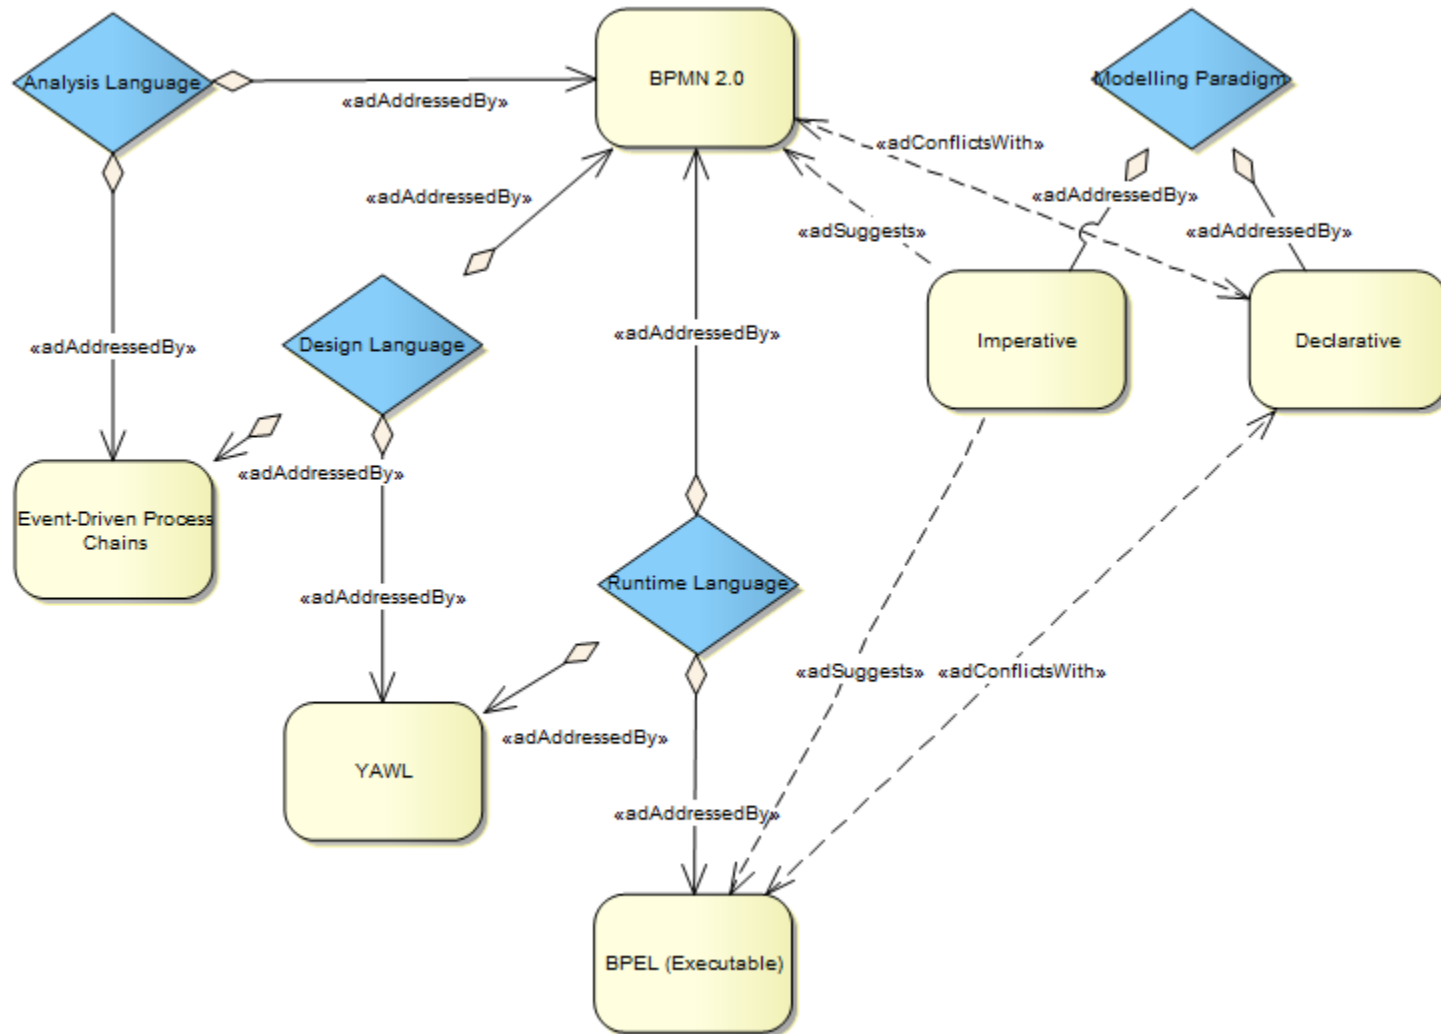 BPMN 2.0
Modelling Paradigm
Analysis Language
«adAddressedBy»
«adConflictsWith»
«adAddressedBy»
«adAddressedBy»
«adSuggests»
«adAddressedBy»
«adAddressedBy»
«adAddressedBy»
Design Language
Imperative
Declarative
«adAddressedBy»
Event-Driven Process
Chains
Runtime Language
«adAddressedBy»
«adSuggests»
«adConflictsWith»
«adAddressedBy»
YAWL
«adAddressedBy»
BPEL (Executable)